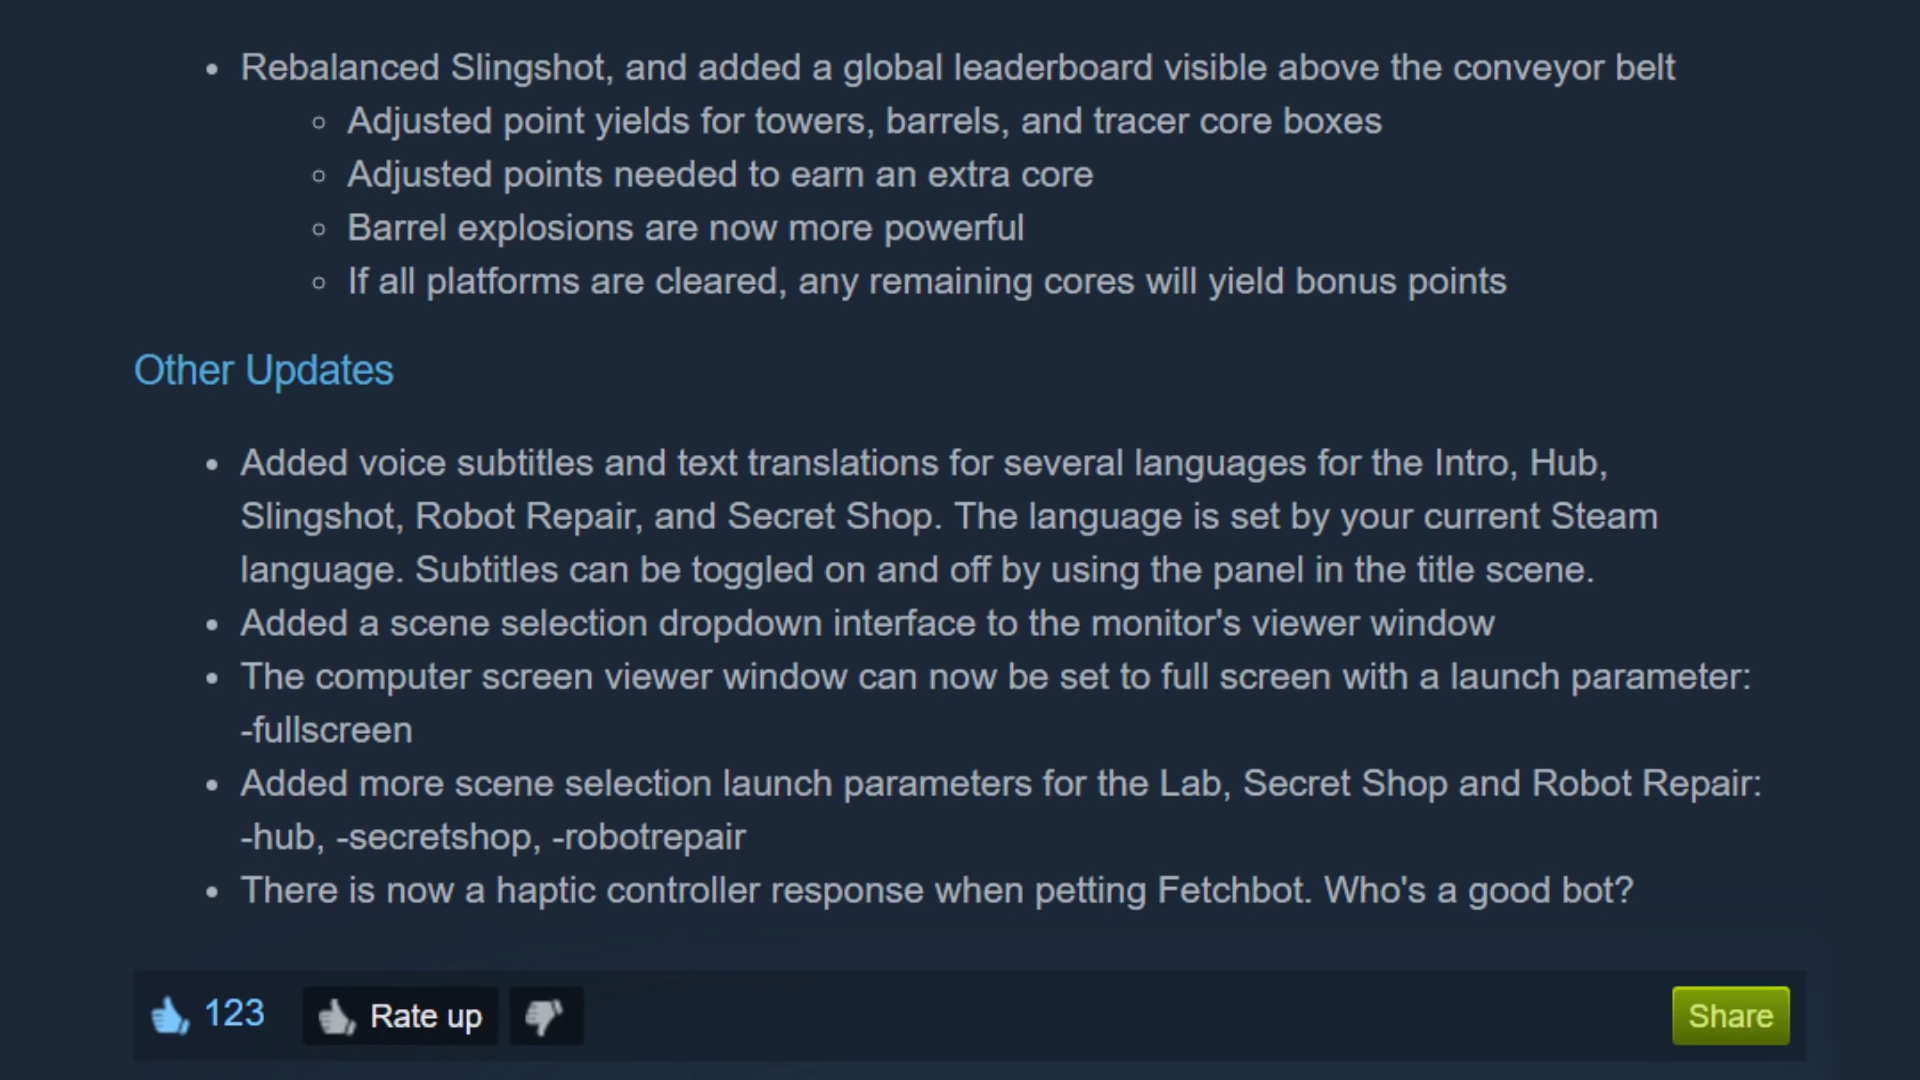 Rebalanced Slingshot, and added a global leaderboard visible above the conveyor belt
Adjusted point yields for towers, barrels, and tracer core boxes
Adjusted points needed to earn an extra core
Barrel explosions are now more powerful
If all platforms are cleared, any remaining cores will yield bonus points
Other Updates
Added voice subtitles and text translations for several languages for the Intro, Hub,
Slingshot, Robot Repair, and Secret Shop. The language is set by your current Steam
language. Subtitles can be toggled on and off by using the panel in the title scene.
Added a scene selection dropdown interface to the monitor's viewer window
The computer screen viewer window can now be set to full screen with a launch parameter:
-fullscreen
Added more scene selection launch parameters for the Lab, Secret Shop and Robot Repair:
-hub, -secretshop, -robotrepair
There is now a haptic controller response when petting Fetchbot. Who's a good bot?
123 Rate up Share